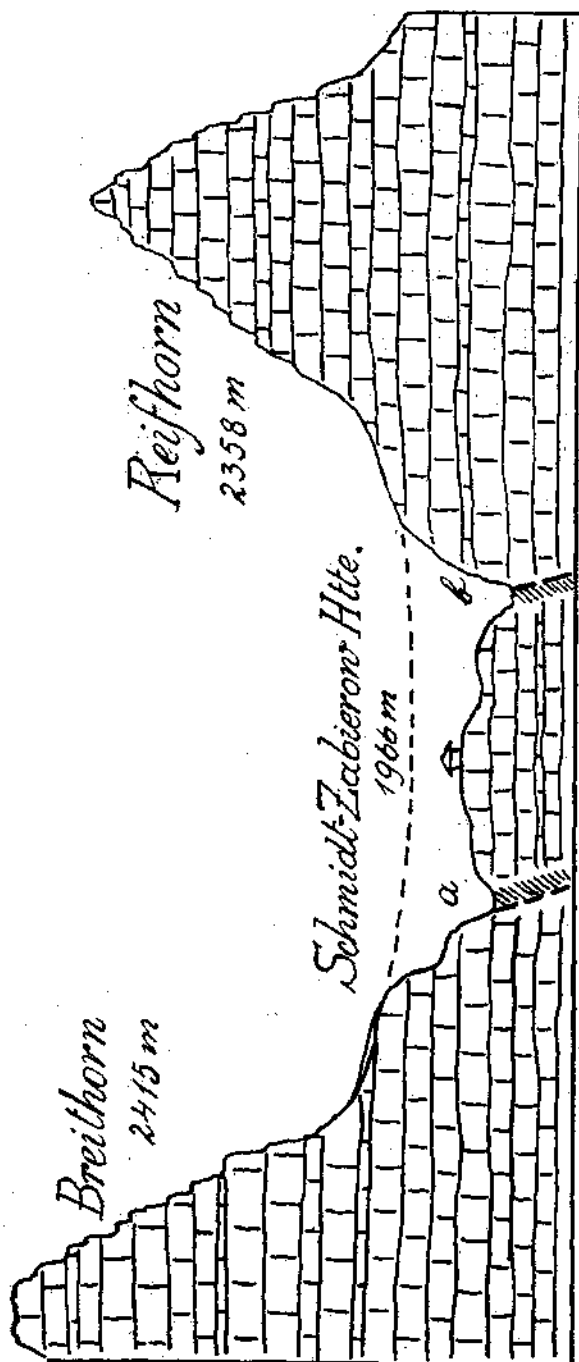 Breithorn
2415 m
Schmidt-Zabierow Htte.
1966 m
Reifhorn
2358 m
a
b